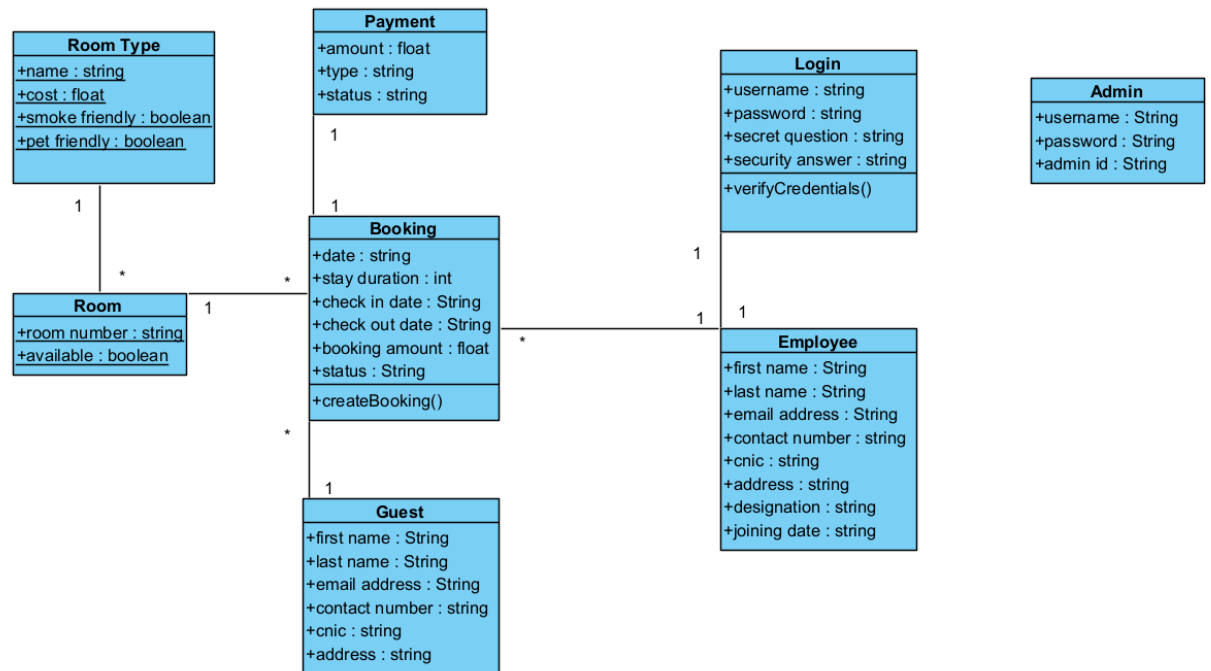 Room Type
+name : string
+cost : float
+smoke friendly : boolean
+pet friendly : boolean
Payment
+amount : float
+type : string
+status : string
Login
+username : string
+password : string
+secret question : string
+security answer : string
+verifyCredentials()
Admin
+username : String
+password : String
+admin id : String
1
*
1
1
Room
+room number : string
+available : boolean
1
*
Booking
+date : string
+stay duration : int
+check in date : String
+check out date : String
+booking amount : float
+status : String
+createBooking()
*
1
1
1
Employee
+first name : String
+last name : String
+email address : String
+contact number : string
+cnic : string
+address : string
+designation : string
+joining date : string
*
1
Guest
+first name : String
+last name : String
+email address : String
+contact number : string
+cnic : string
+address : string